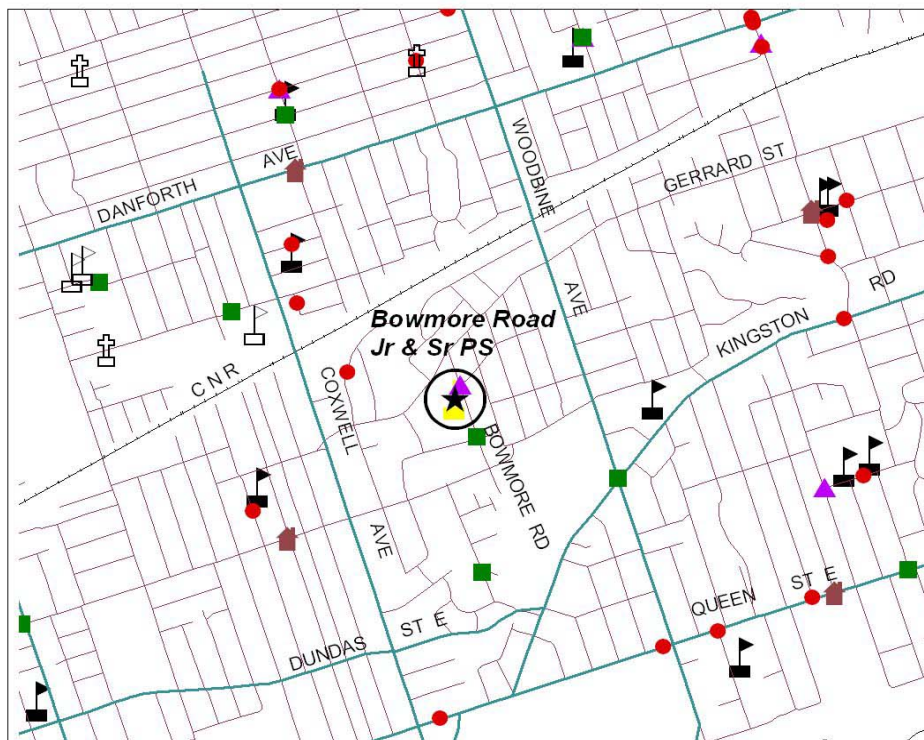 WOODBINE
AVE
GERRARD ST
DANFORTH
AVE
RD
KINGSTON
Bowmore Road
Jr & Sr PS
C N R
COXWELL
AVE
BOWMORE RD
ST E
QUEEN
ST E
DUNDAS